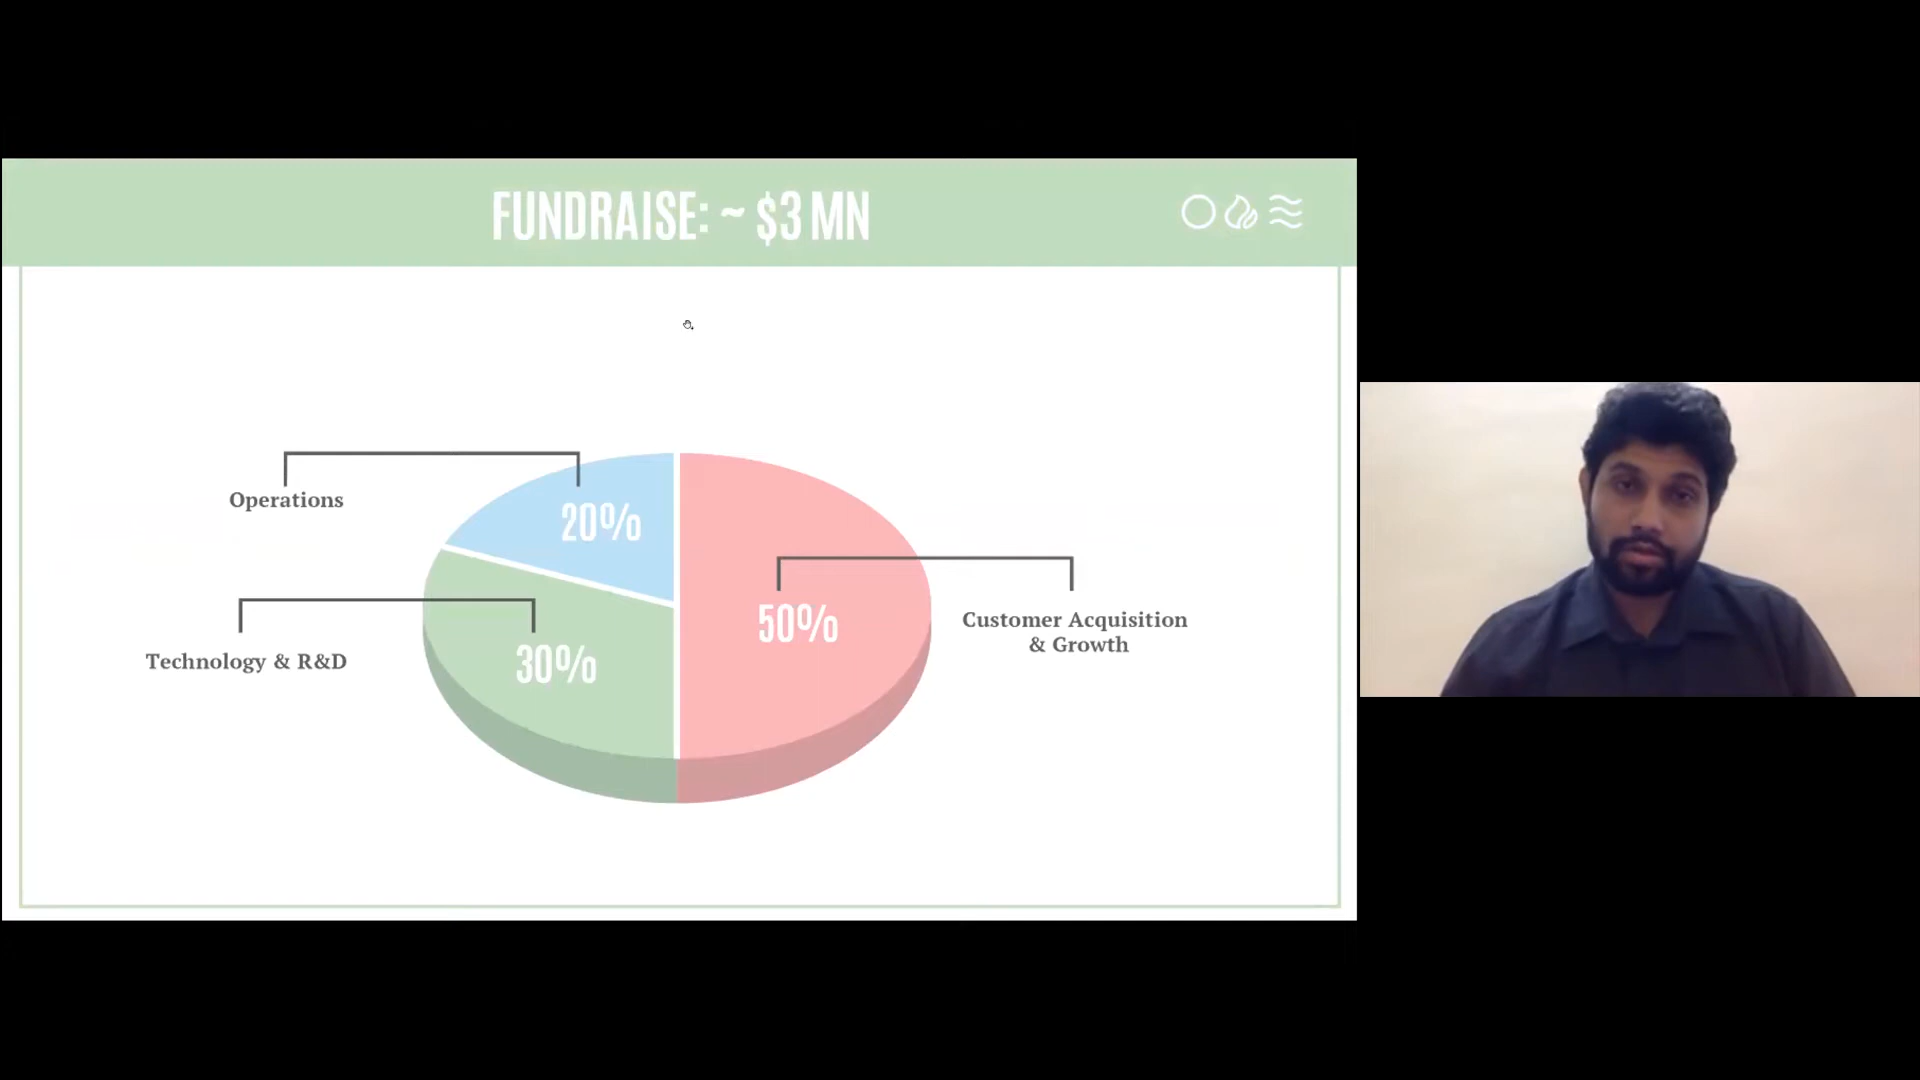 FUNDRAISE: ~ $3 MN
Operations
20%
Technology & R&D
30%
50%
Customer Acquisition
& Growth